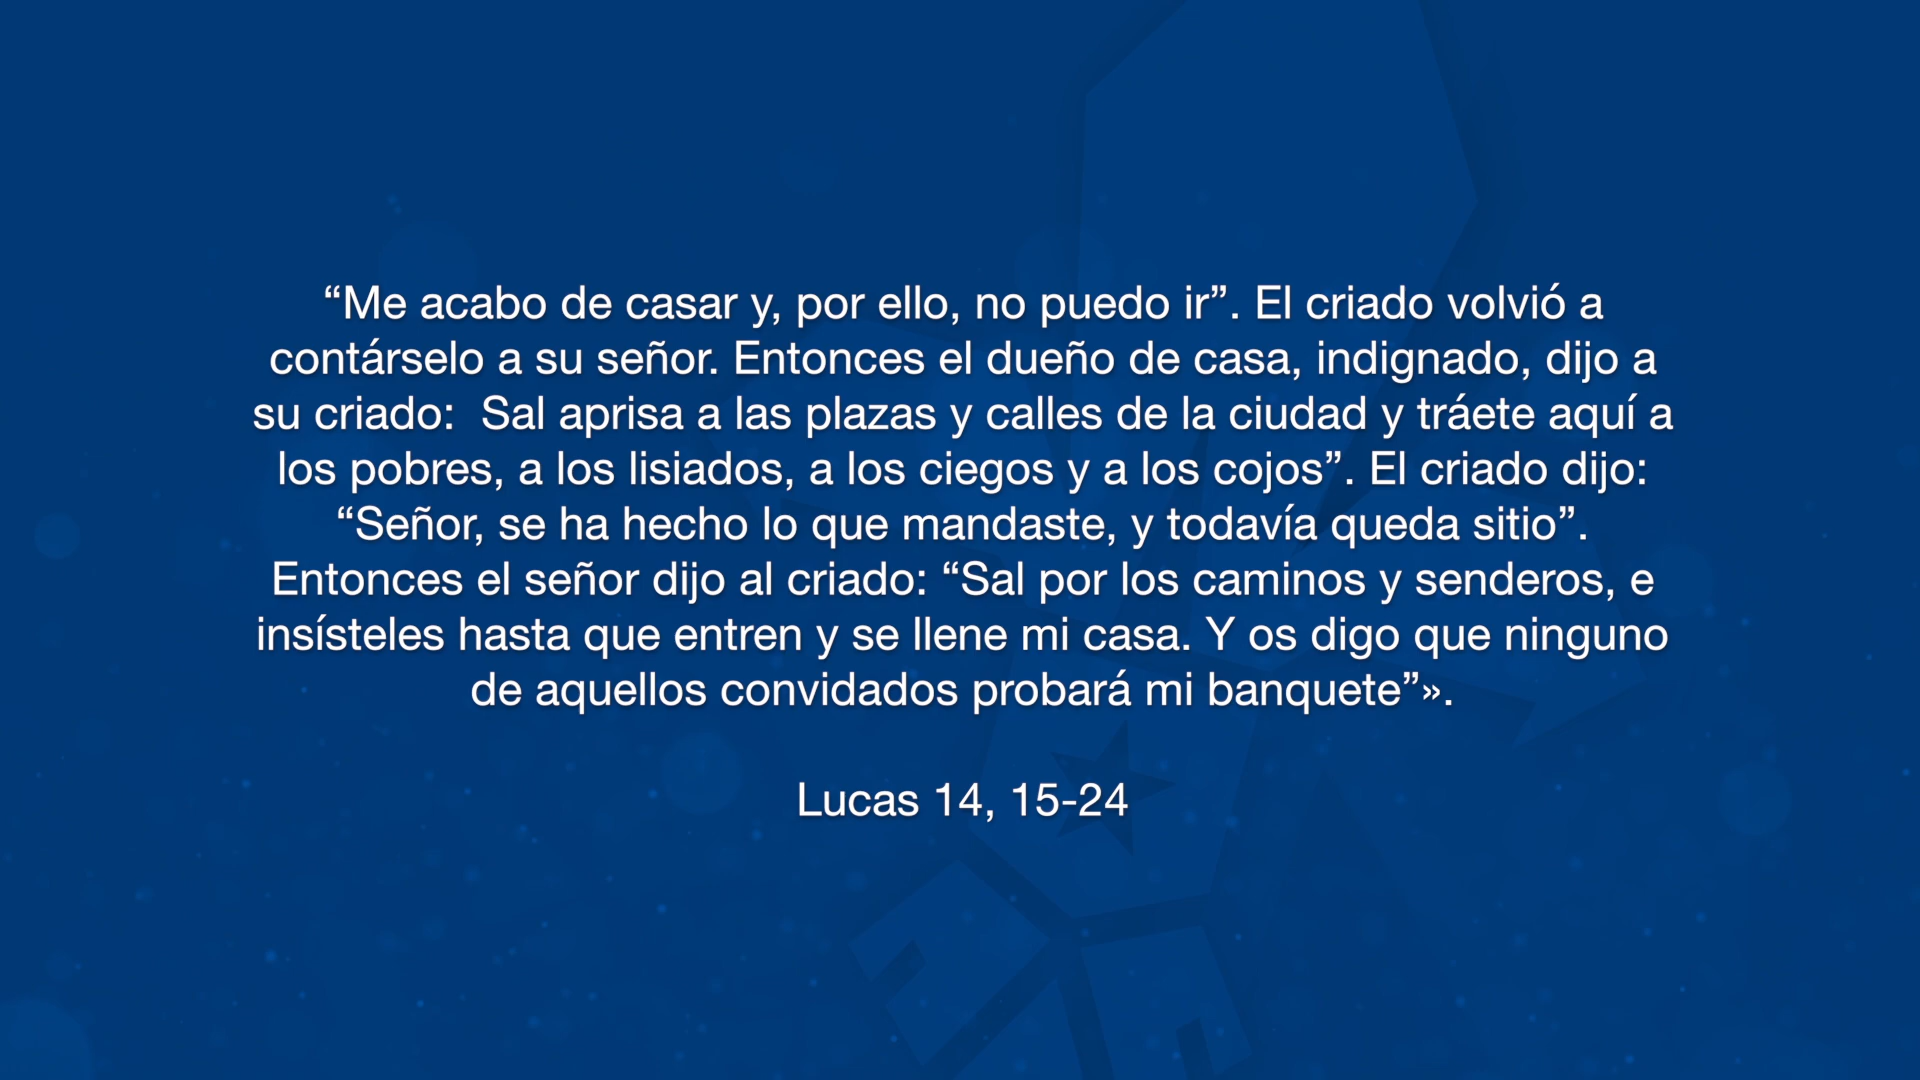 “Me acabo de casar y, por ello, no puedo ir”. El criado volvió a
contárselo a su señor. Entonces el dueño de casa, indignado, dijo a
su criado:  Sal aprisa a las plazas y calles de la ciudad y tráete aquí a
los pobres, a los lisiados, a los ciegos y a los cojos”. El criado dijo:
“Señor, se ha hecho lo que mandaste, y todavía queda sitio”.
Entonces el señor dijo al criado: “Sal por los caminos y senderos, e
insísteles hasta que entren y se llene mi casa. Y os digo que ninguno
de aquellos convidados probará mi banquete”».
Lucas 14, 15-24